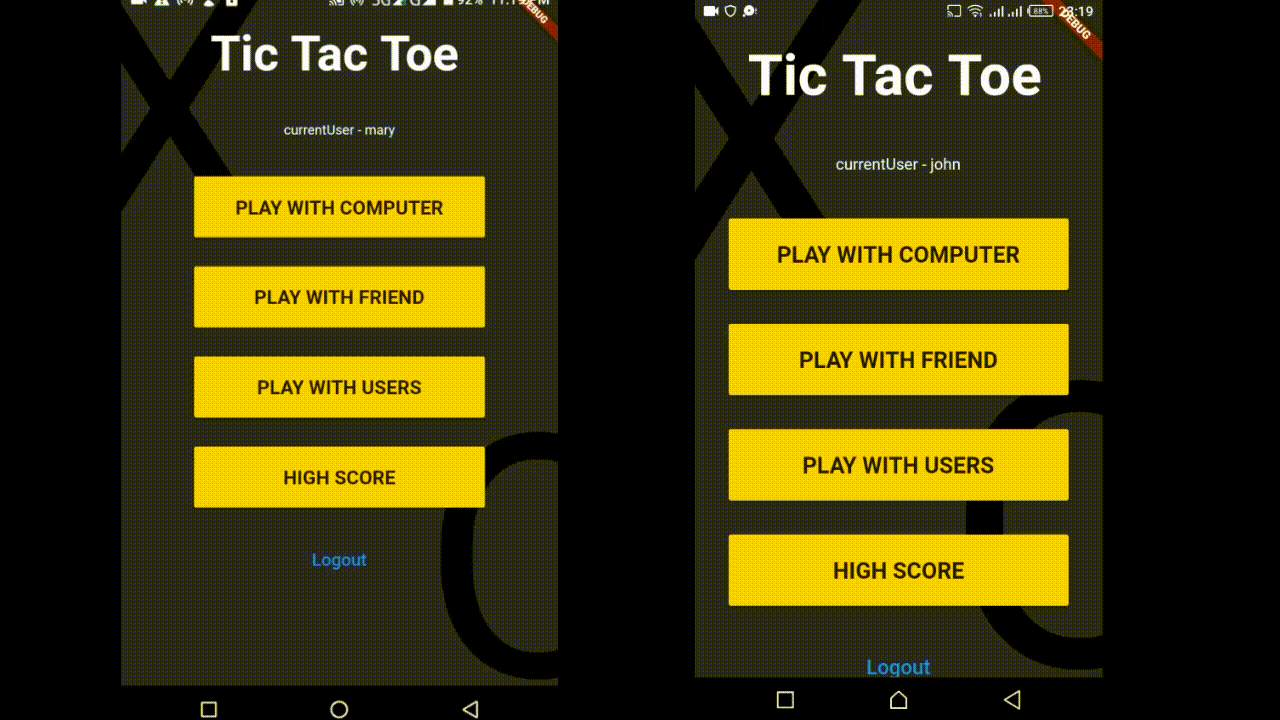 92%
DEBUG
Tic Tac Toe
currentUser - mary
PLAY WITH COMPUTER
PLAY WITH FRIEND
PLAY WITH USERS
HIGH SCORE
Logout
88%
23:19
DEBUG
Tic Tac Toe
currentUser - john
PLAY WITH COMPUTER
PLAY WITH FRIEND
PLAY WITH USERS
HIGH SCORE
Logout